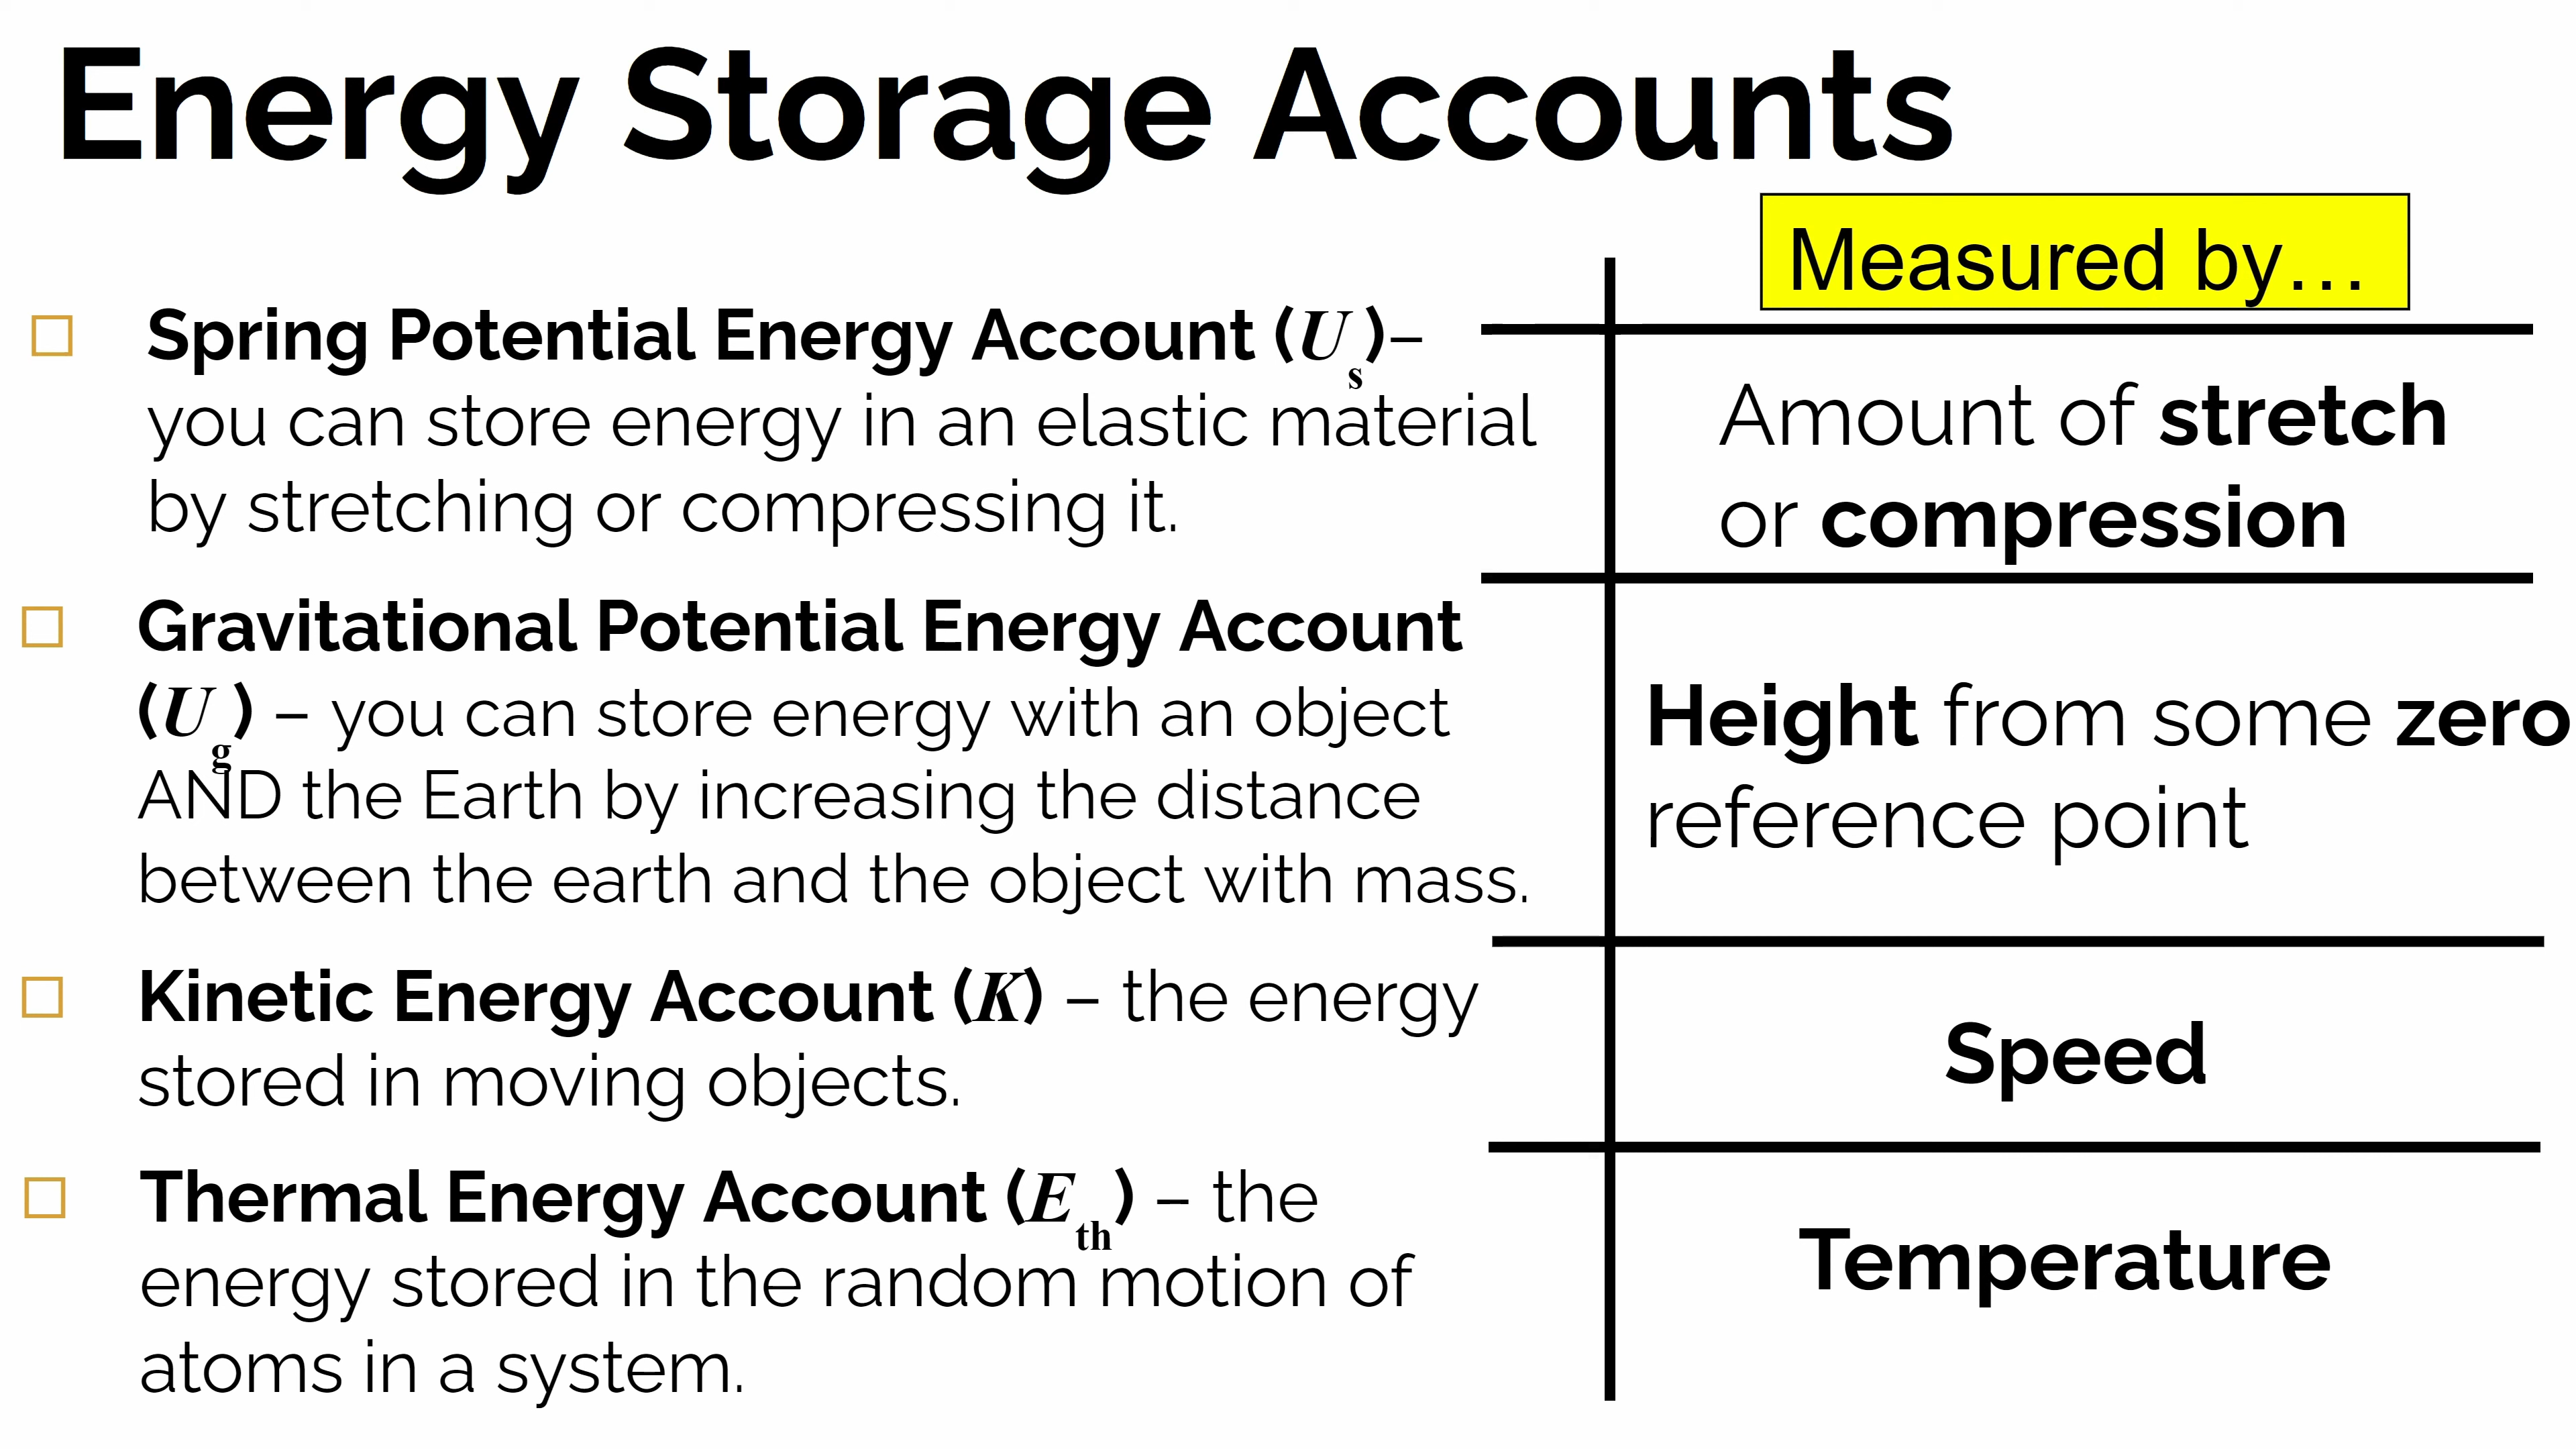 Energy Storage Accounts
Measured by…
Spring Potential Energy Account (Us)–
you can store energy in an elastic material
by stretching or compressing it.
Amount of stretch
or compression
Gravitational Potential Energy Account
(Ug) – you can store energy with an object
AND the Earth by increasing the distance
between the earth and the object with mass.
Height from some zero
reference point
Kinetic Energy Account (K) – the energy
stored in moving objects.
Speed
Thermal Energy Account (Eth) – the
energy stored in the random motion of
atoms in a system.
Temperature